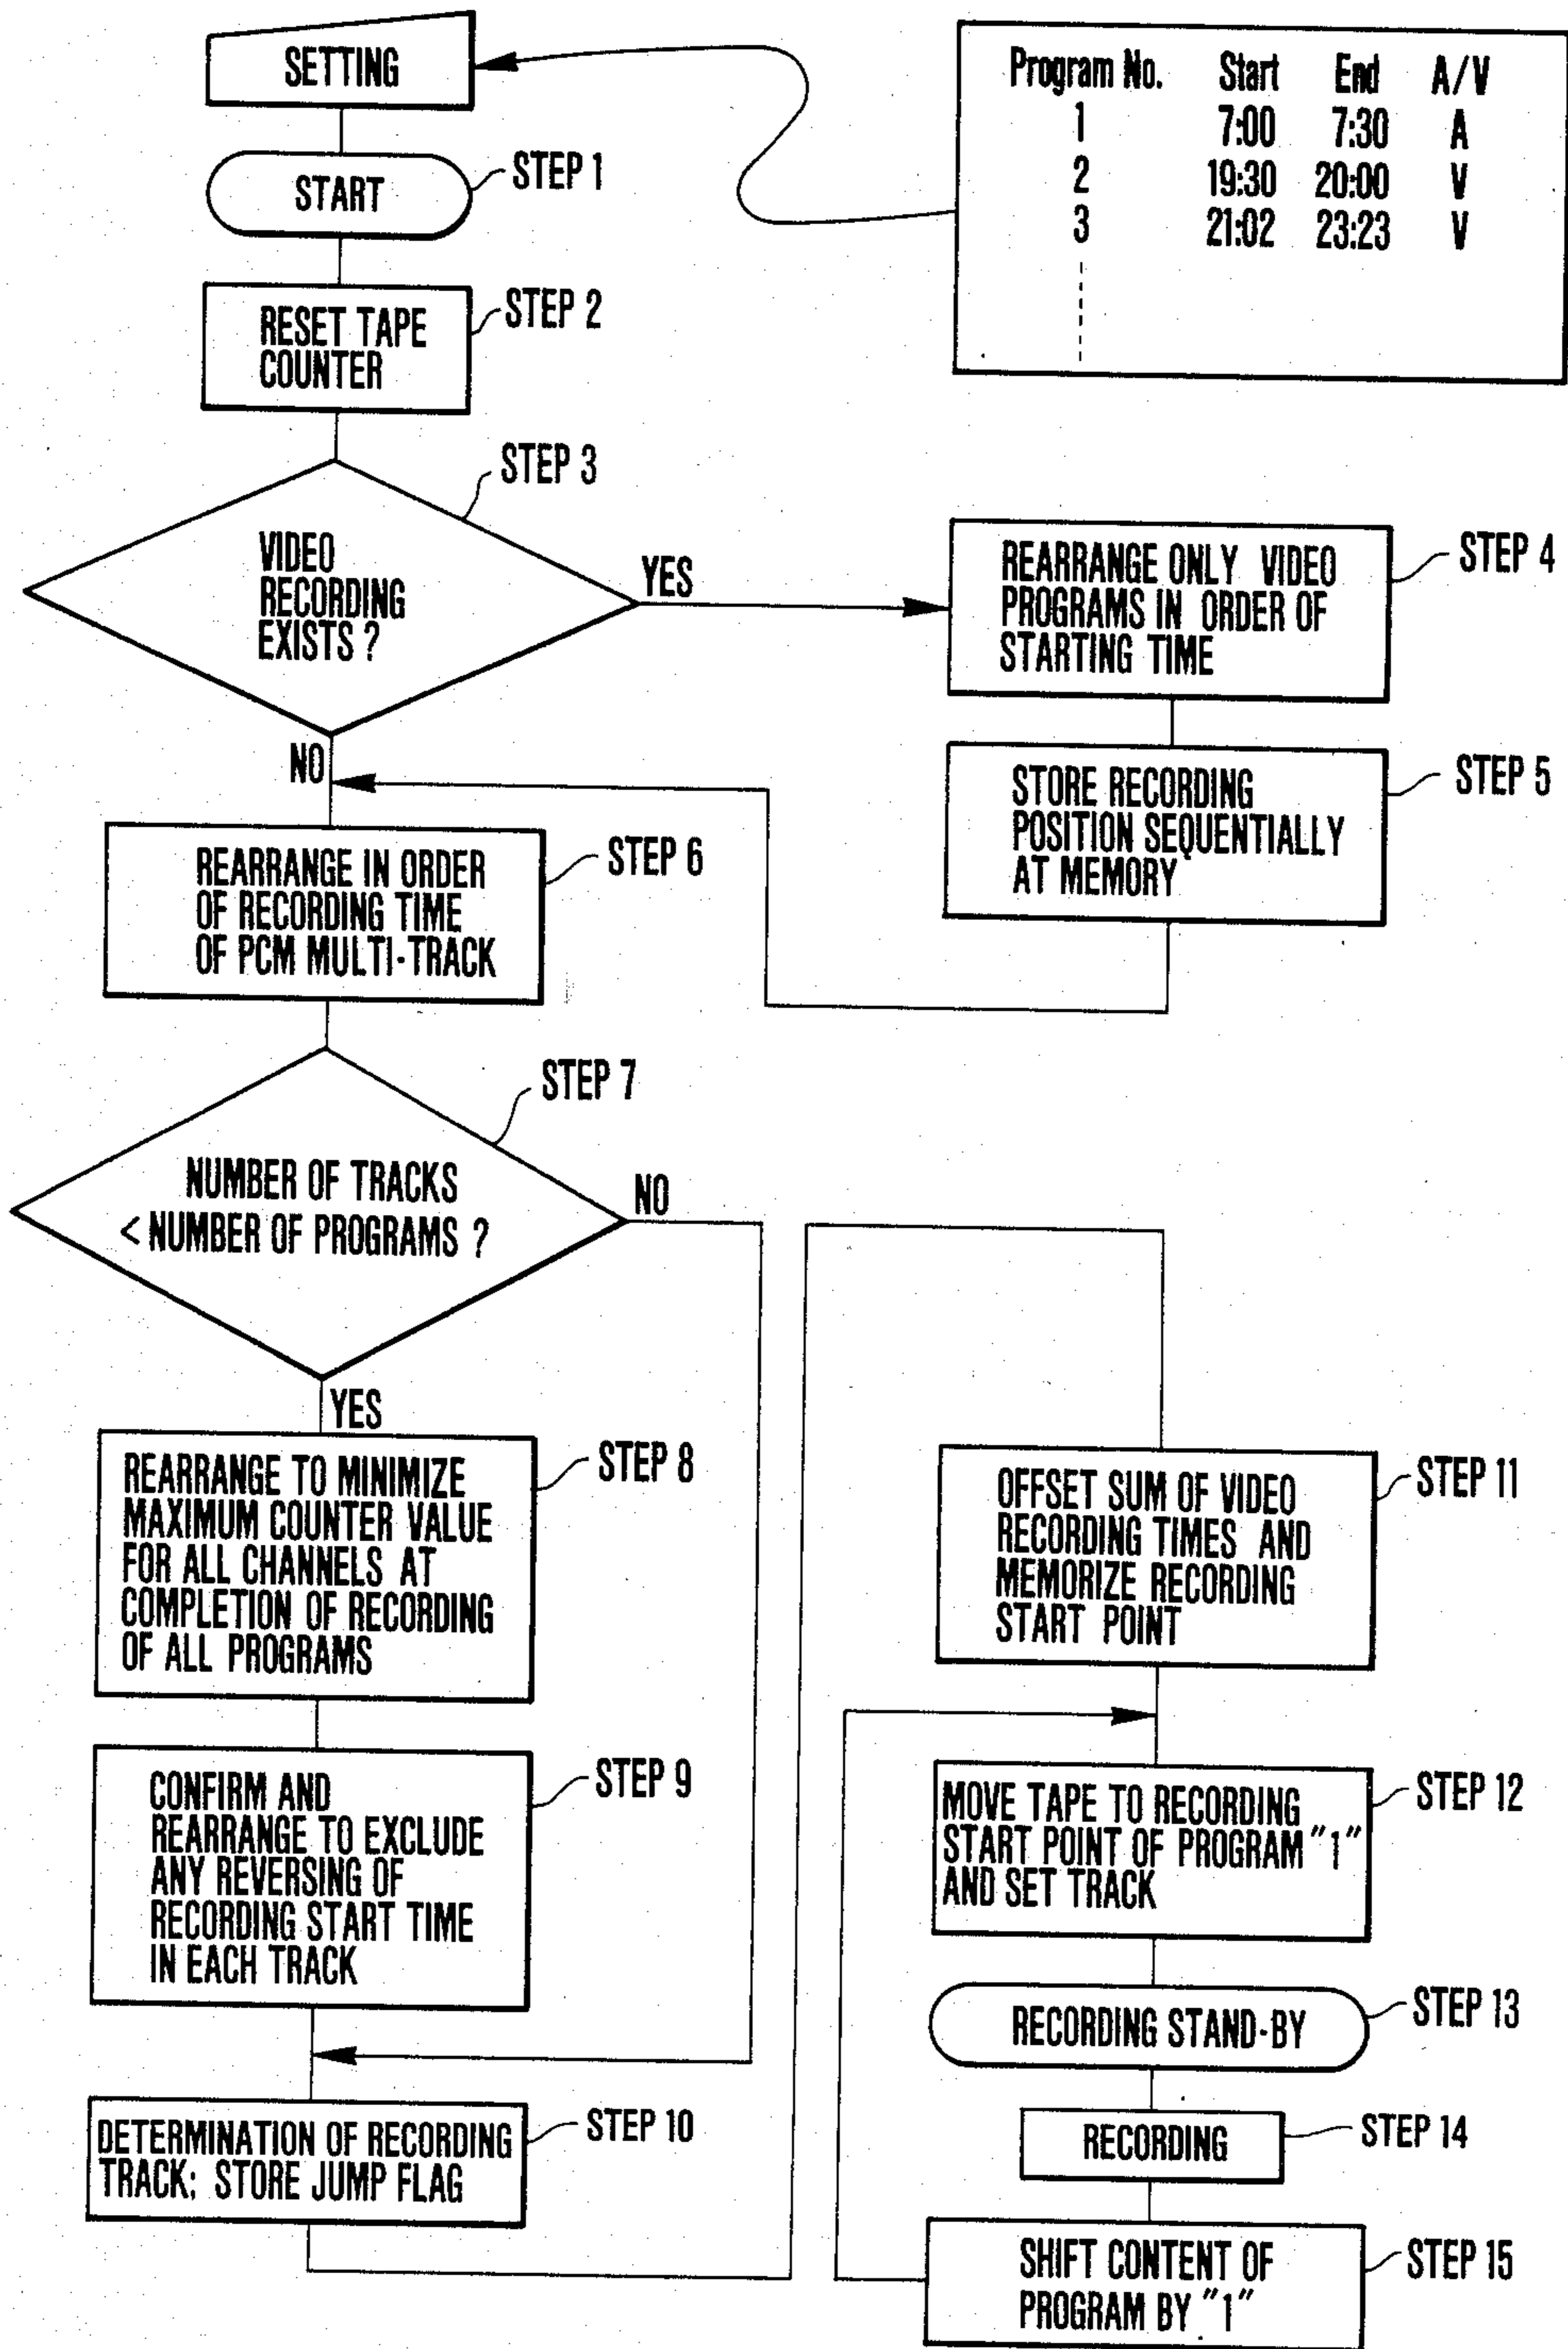 SETTING
Program No. Start End A/V
1 7:00 7:30 A
2 19:30 20:00 V
3 21:02 23:23 V
START
STEP 1
RESET TAPE
COUNTER
STEP 2
VIDEO
RECORDING
EXISTS ?
STEP 3
YES
NO
REARRANGE ONLY VIDEO
PROGRAMS IN ORDER OF
STARTING TIME
STEP 4
STORE RECORDING
POSITION SEQUENTIALLY
AT MEMORY
STEP 5
REARRANGE IN ORDER
OF RECORDING TIME
OF PCM MULTI-TRACK
STEP 6
NUMBER OF TRACKS
< NUMBER OF PROGRAMS ?
STEP 7
NO
YES
REARRANGE TO MINIMIZE
MAXIMUM COUNTER VALUE
FOR ALL CHANNELS AT
COMPLETION OF RECORDING
OF ALL PROGRAMS
STEP 8
CONFIRM AND
REARRANGE TO EXCLUDE
ANY REVERSING OF
RECORDING START TIME
IN EACH TRACK
STEP 9
DETERMINATION OF RECORDING
TRACK; STORE JUMP FLAG
STEP 10
OFFSET SUM OF VIDEO
RECORDING TIMES AND
MEMORIZE RECORDING
START POINT
STEP 11
MOVE TAPE TO RECORDING
START POINT OF PROGRAM "1"
AND SET TRACK
STEP 12
RECORDING STAND-BY
STEP 13
RECORDING
STEP 14
SHIFT CONTENT OF
PROGRAM BY "1"
STEP 15